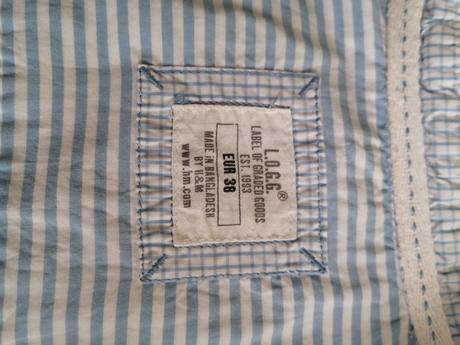 L.O.G.G.®
LABEL OF GRADED GOODS
EST. 1993
EUR 38
MADE IN BANGLADESH
BY H&M
www.hm.com